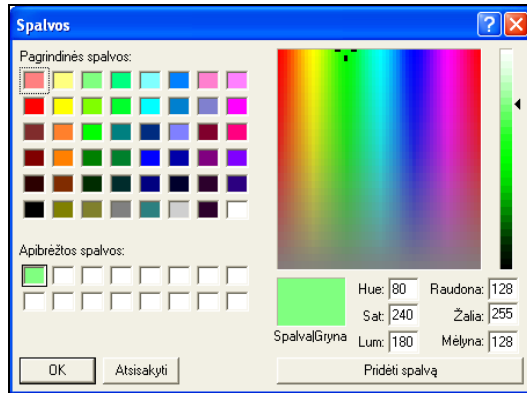 Spalvos
Pagrindinės spalvos:
Apibrėžtos spalvos:
Hue: 80 Raudona: 128
Sat: 240 Žalia: 255
Spalva|Gryna Lum: 180 Mėlyna: 128
OK Atsisakyti Pridėti spalvą